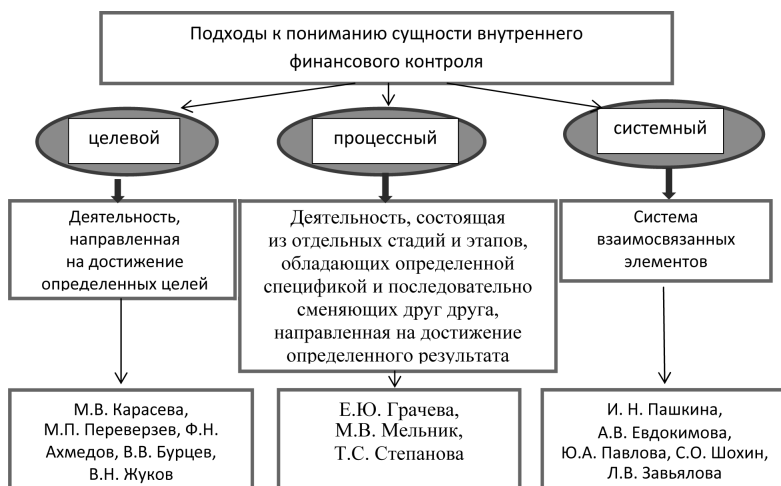 Подходы к пониманию сущности внутреннего
финансового контроля
целевой
процессный
системный
Деятельность,
направленная
на достижение
определенных целей
Деятельность, состоящая
из отдельных стадий и этапов,
обладающих определенной
спецификой и последовательно
сменяющих друг друга,
направленная на достижение
определенного результата
Система
взаимосвязанных
элементов
М.В. Карасева,
М.П. Переверзев, Ф.Н.
Ахмедов, В.В. Бурцев,
В.Н. Жуков
Е.Ю. Грачева,
М.В. Мельник,
Т.С. Степанова
И. Н. Пашкина,
А.В. Евдокимова,
Ю.А. Павлова, С.О. Шохин,
Л.В. Завьялова